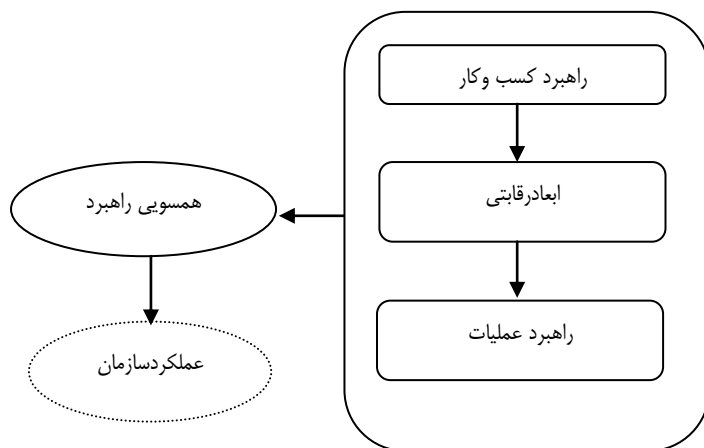 راهبرد کسب وکار
ابعادرقابتی
راهبرد عملیات
همسویی راهبرد
عملکردسازمان